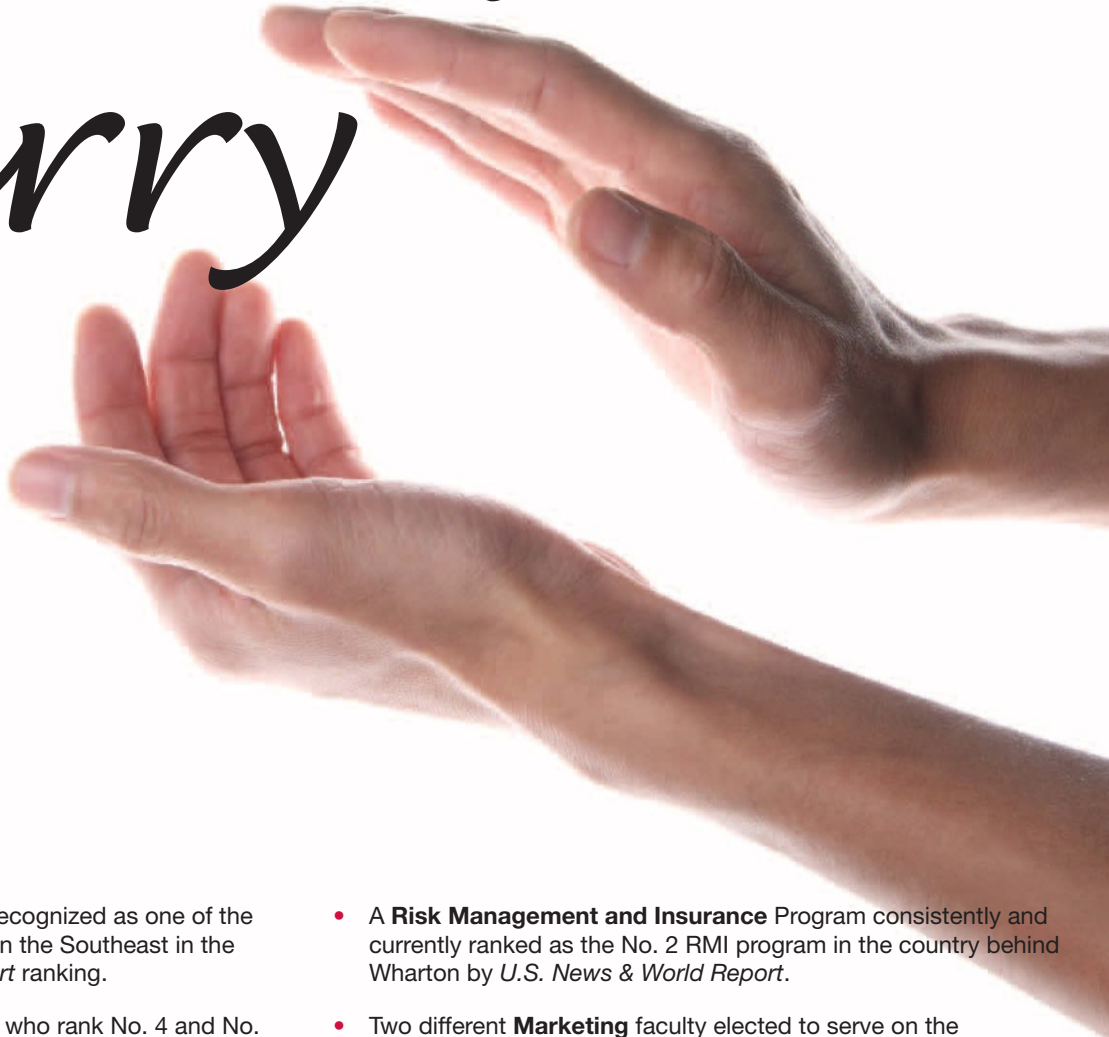 rry
ecognized as one of the
n the Southeast in the
rt ranking.
who rank No. 4 and No.
• A Risk Management and Insurance Program consistently and
currently ranked as the No. 2 RMI program in the country behind
Wharton by U.S. News & World Report.
• Two different Marketing faculty elected to serve on the